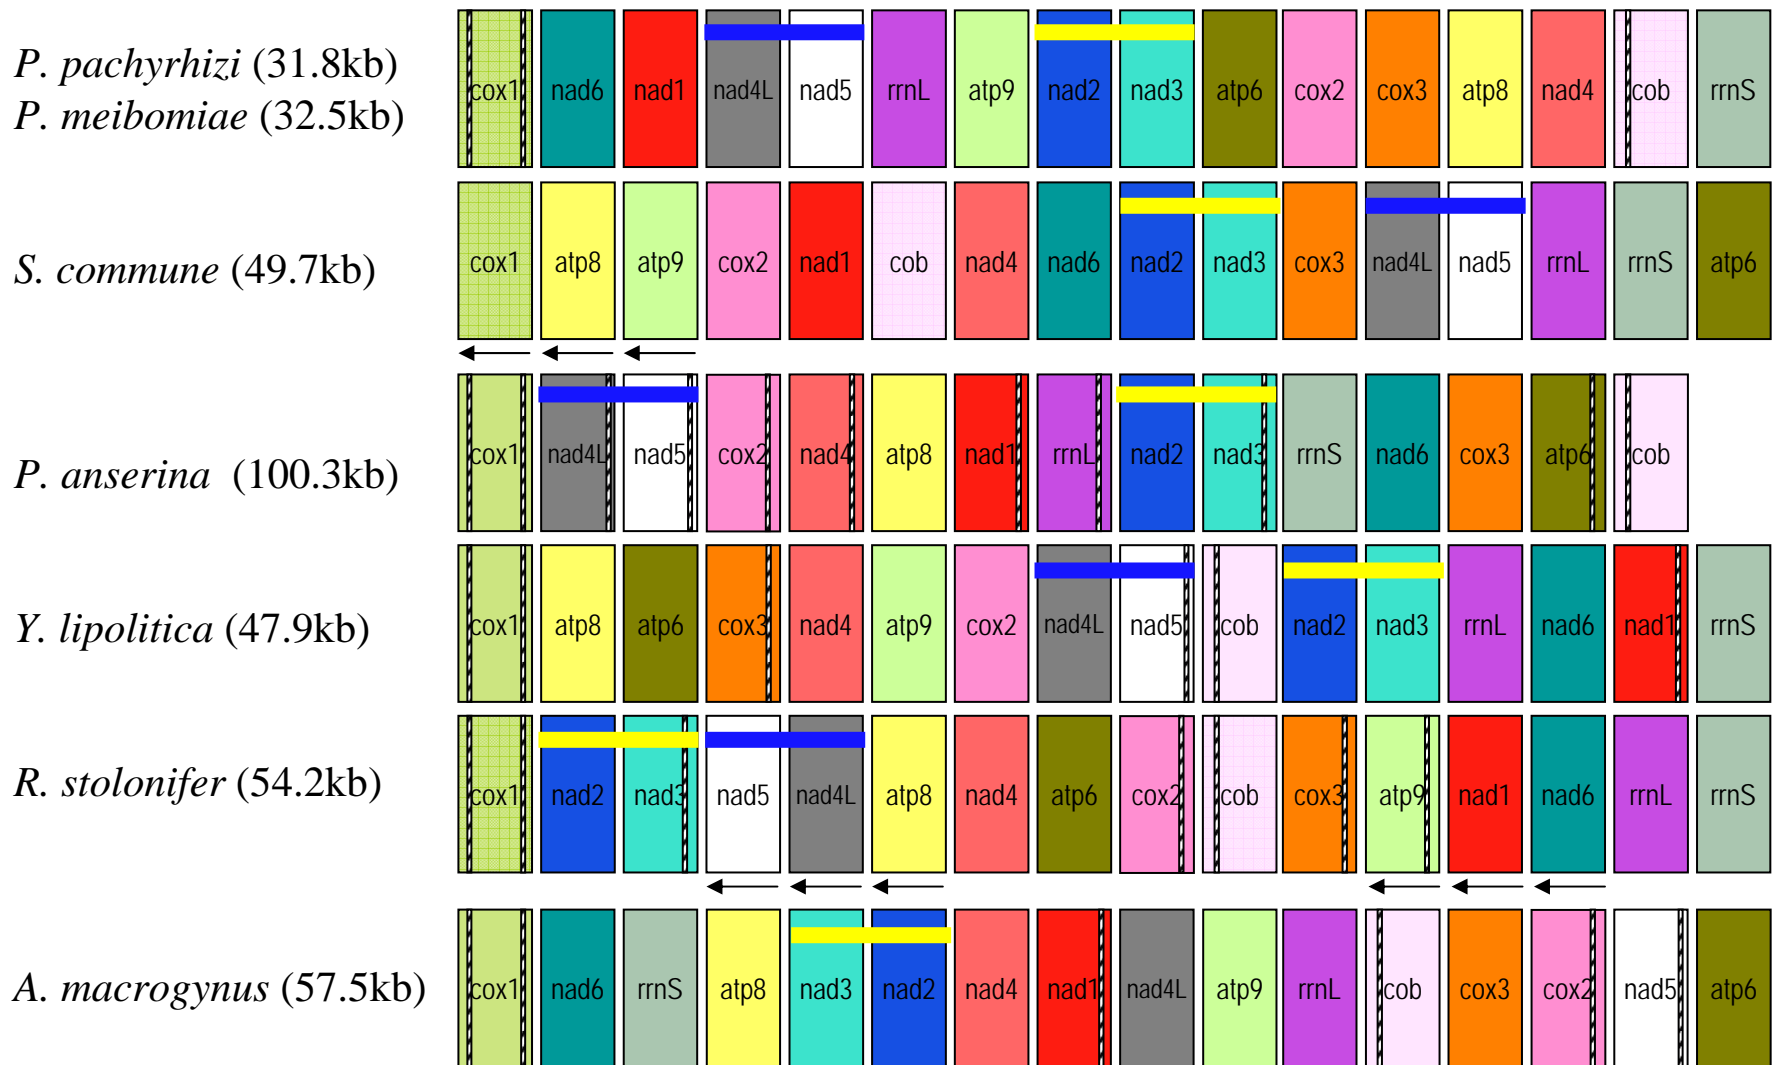 P. pachyrhizi (31.8kb)
P. meibomiae (32.5kb)
cox1 nad6 nad1 nad4L nad5 rrnL atp9 nad2 nad3 atp6 cox2 cox3 atp8 nad4 cob rrnS
S. commune (49.7kb) cox1 atp8 atp9 cox2 nad1 cob nad4 nad6 nad2 nad3 cox3 nad4L nad5 rrnL rrnS atp6
P. anserina (100.3kb) cox1 nad4L nad5 cox2 nad4 atp8 nad1 rrnL nad2 nad3 rrnS nad6 cox3 atp6 cob
Y. lipolitica (47.9kb) cox1 atp8 atp6 cox3 nad4 atp9 cox2 nad4L nad5 cob nad2 nad3 rrnL nad6 nad1 rrnS
R. stolonifer (54.2kb) cox1 nad2 nad3 nad5 nad4L atp8 nad4 atp6 cox2 cob cox3 atp9 nad1 nad6 rrnL rrnS
A. macrogynus (57.5kb) cox1 nad6 rrnS atp8 nad3 nad2 nad4 nad1 nad4L atp9 rrnL cob cox3 cox2 nad5 atp6